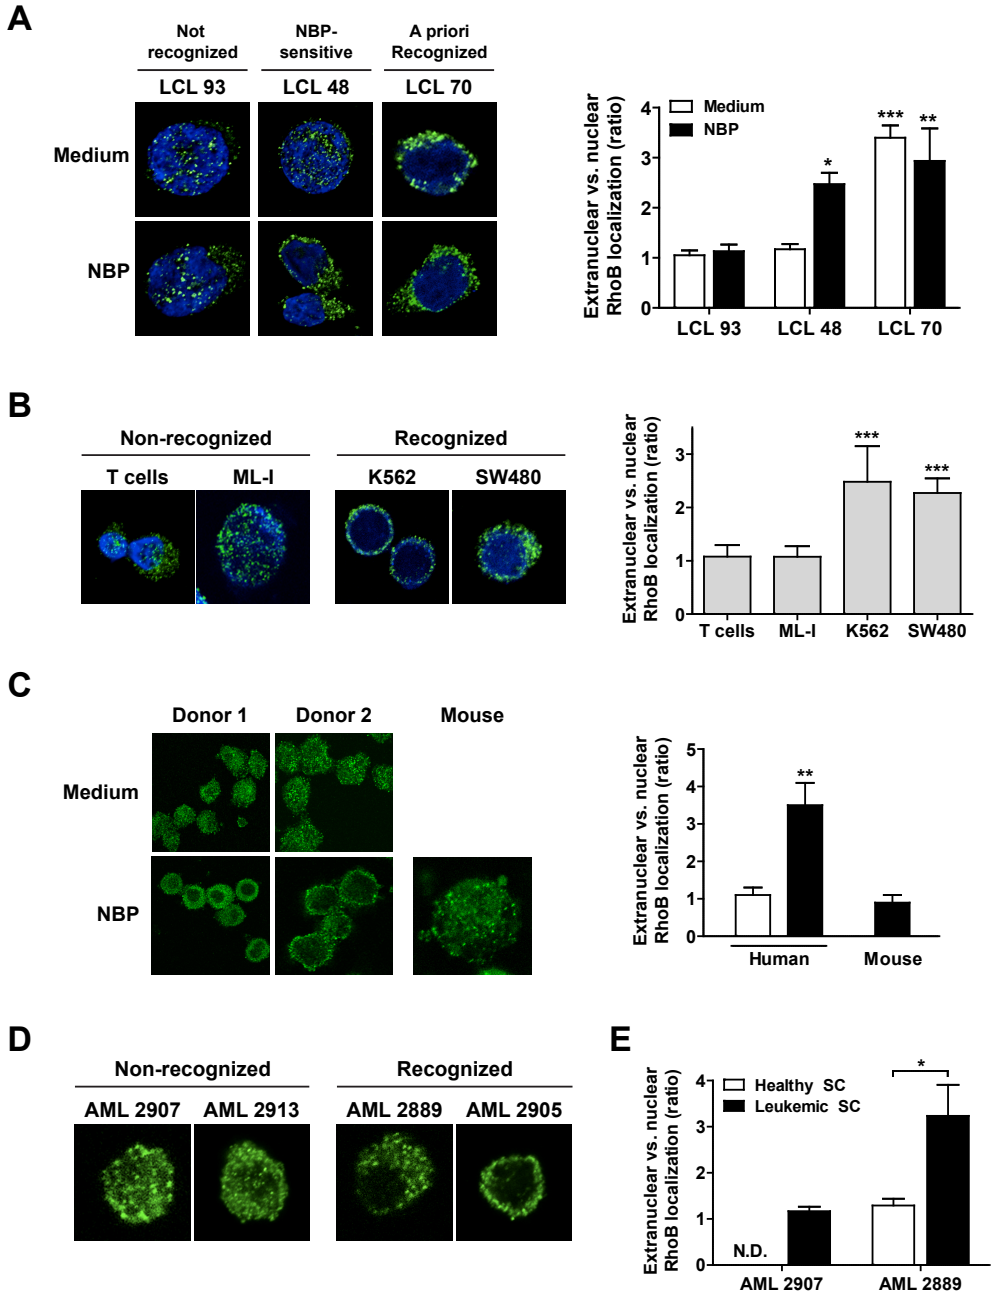 A
Not
recognized
NBP-
sensitive
A priori
Recognized
LCL 93
LCL 48
LCL 70
Medium
NBP
Extranuclear vs. nuclear
RhoB localization (ratio)
4
3
2
1
0
Medium
NBP
*
***
**
LCL 93
LCL 48
LCL 70
B
Non-recognized
Recognized
T cells
ML-I
K562
SW480
Extranuclear vs. nuclear
RhoB localization (ratio)
3
2
1
0
***
***
T cells
ML-I
K562
SW480
C
Donor 1
Donor 2
Mouse
Medium
NBP
Extranuclear vs. nuclear
RhoB localization (ratio)
5
4
3
2
1
0
**
Human
Mouse
D
Non-recognized
Recognized
AML 2907
AML 2913
AML 2889
AML 2905
E
Extranuclear vs. nuclear
RhoB localization (ratio)
4
3
2
1
0
Healthy SC
Leukemic SC
*
N.D.
AML 2907
AML 2889